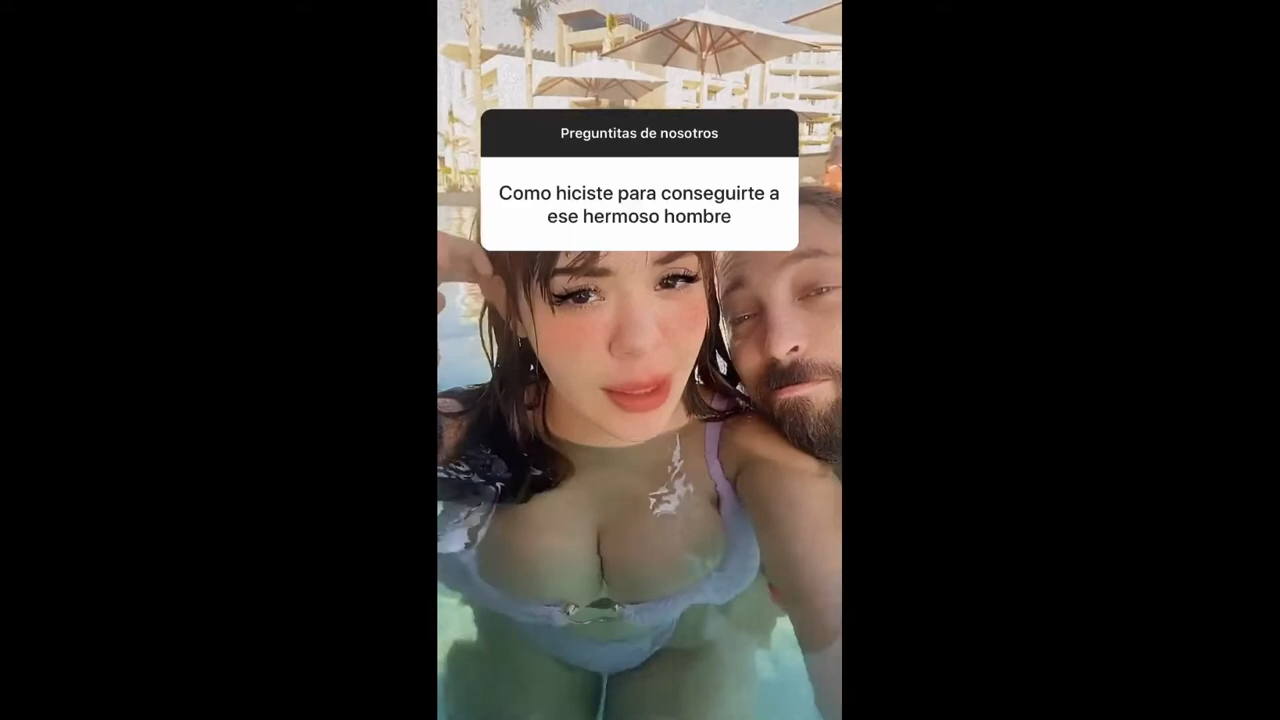 Preguntitas de nosotros
Como hiciste para conseguirte a
ese hermoso hombre